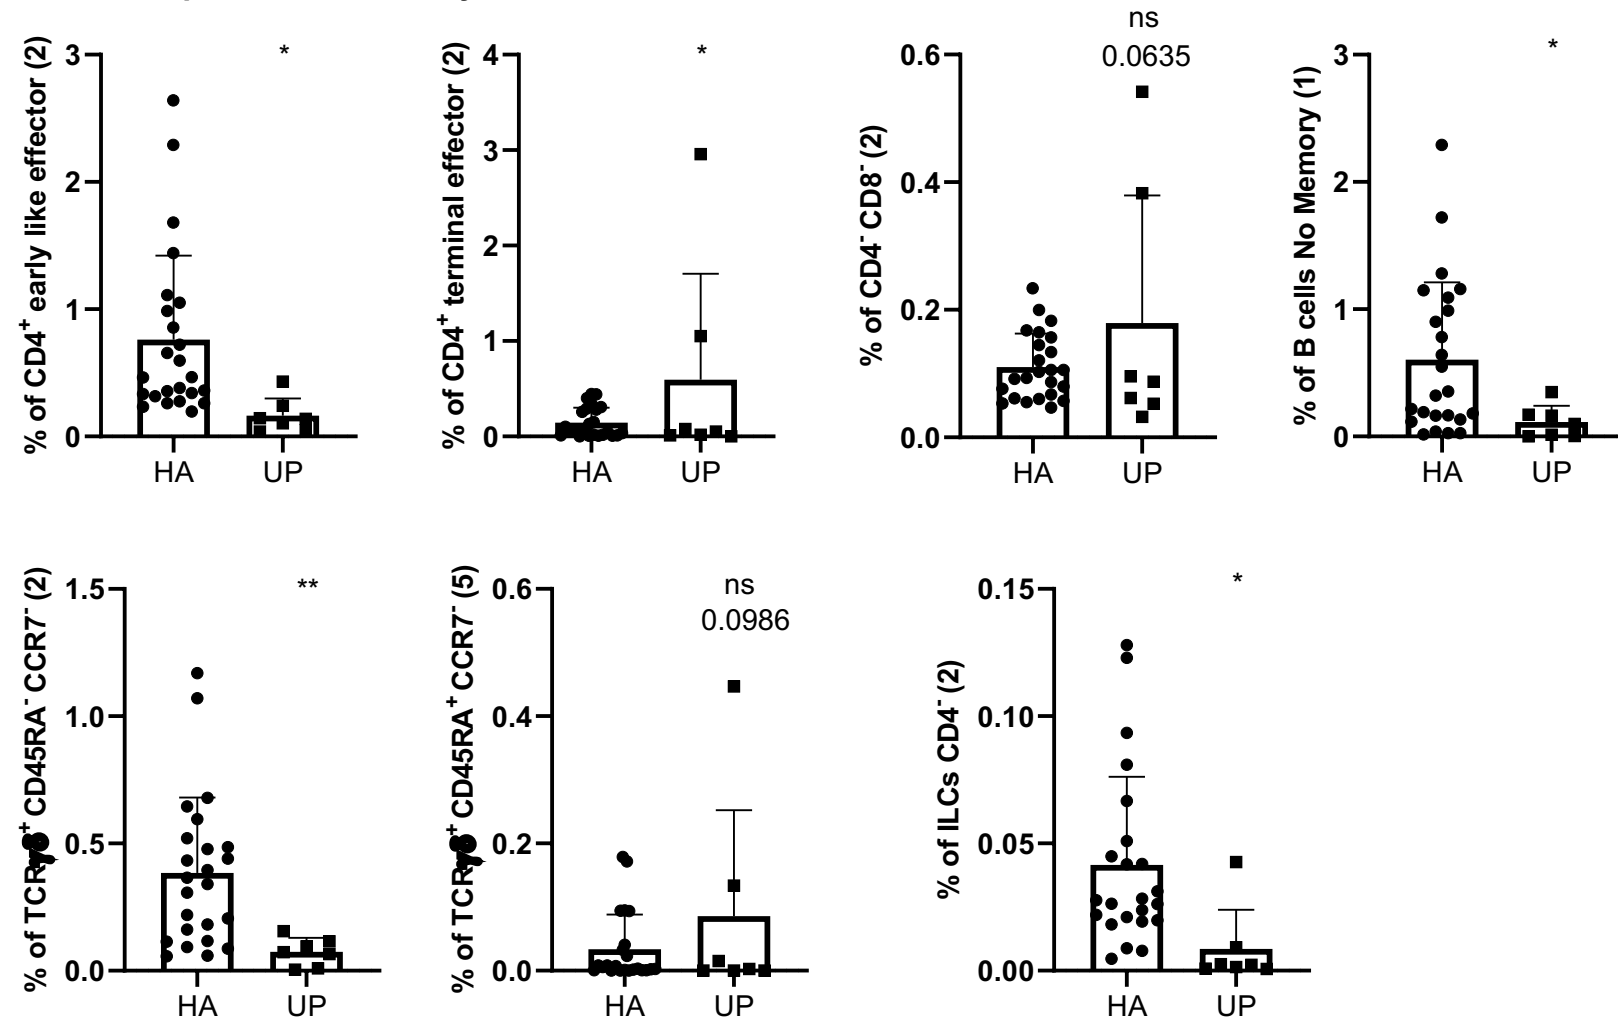 % of CD4+ early like effector (2)
3
2
1
0
*
HA
UP
% of CD4+ terminal effector (2)
4
3
2
1
0
*
HA
UP
% of CD4- CD8- (2)
0.6
0.4
0.2
0.0
ns
0.0635
HA
UP
% of B cells No Memory (1)
3
2
1
0
*
HA
UP
% of TCR + CD45RA- CCR7- (2)
1.5
1.0
0.5
0.0
**
HA
UP
% of TCR + CD45RA+ CCR7- (5)
0.6
0.4
0.2
0.0
ns
0.0986
HA
UP
% of ILCs CD4- (2)
0.15
0.10
0.05
0.00
*
HA
UP